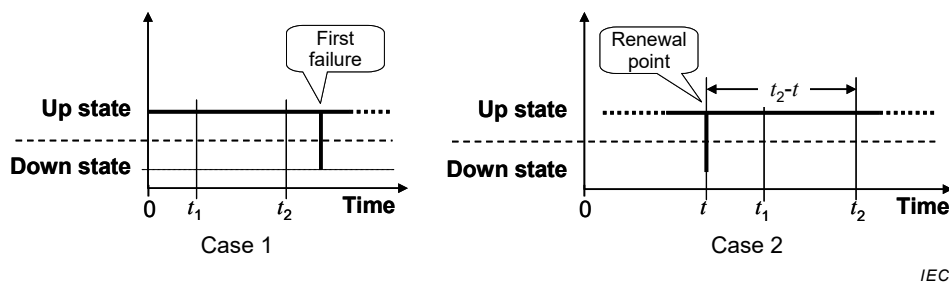 First
failure
Up state
Down state
0
t1
t2
Time
Case 1
Renewal
point
t2-t
Up state
Down state
0
t
t1
t2
Time
Case 2
IEC